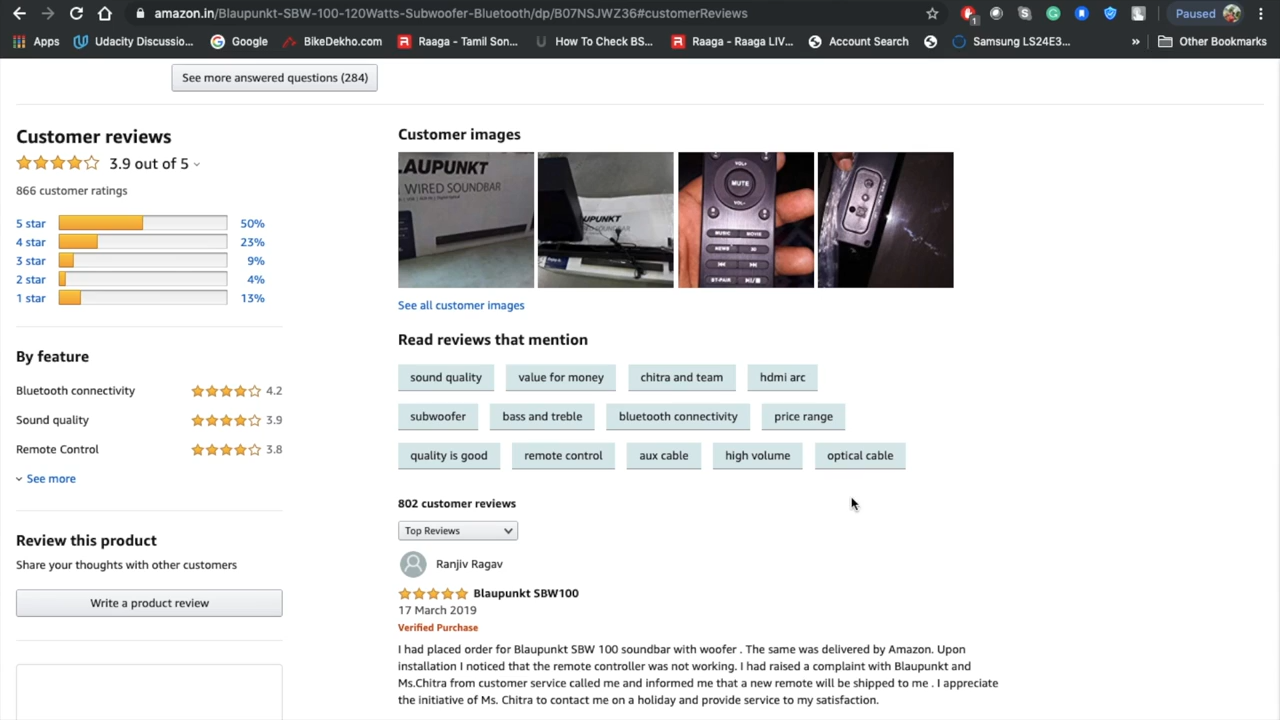 amazon.in/Blaupunkt-SBW-100-120Watts-Subwoofer-Bluetooth/dp/B07NSJWZ36#customerReviews
1
Paused
Apps
Udacity Discussio...
Google
BikeDekho.com
Raaga - Tamil Son...
How To Check BS...
Raaga - Raaga LIV...
Account Search
Samsung LS24E3...
»
Other Bookmarks
See more answered questions (284)
Customer reviews
3.9 out of 5
866 customer ratings
5 star 50%
4 star 23%
3 star 9%
2 star 4%
1 star 13%
By feature
Bluetooth connectivity 4.2
Sound quality 3.9
Remote Control 3.8
See more
Review this product
Share your thoughts with other customers
Write a product review
Customer images
LAUPUNKT
WIRED SOUNDBAR
UPUNKT
VOL+
MUTE
VOL-
MUSIC MOVIE
NEWS
BT-PAIR
See all customer images
Read reviews that mention
sound quality value for money chitra and team hdmi arc
subwoofer bass and treble bluetooth connectivity price range
quality is good remote control aux cable high volume optical cable
802 customer reviews
Top Reviews
Ranjiv Ragav
Blaupunkt SBW100
17 March 2019
Verified Purchase
I had placed order for Blaupunkt SBW 100 soundbar with woofer . The same was delivered by Amazon. Upon
installation I noticed that the remote controller was not working. I had raised a complaint with Blaupunkt and
Ms.Chitra from customer service called me and informed me that a new remote will be shipped to me . I appreciate
the initiative of Ms. Chitra to contact me on a holiday and provide service to my satisfaction.